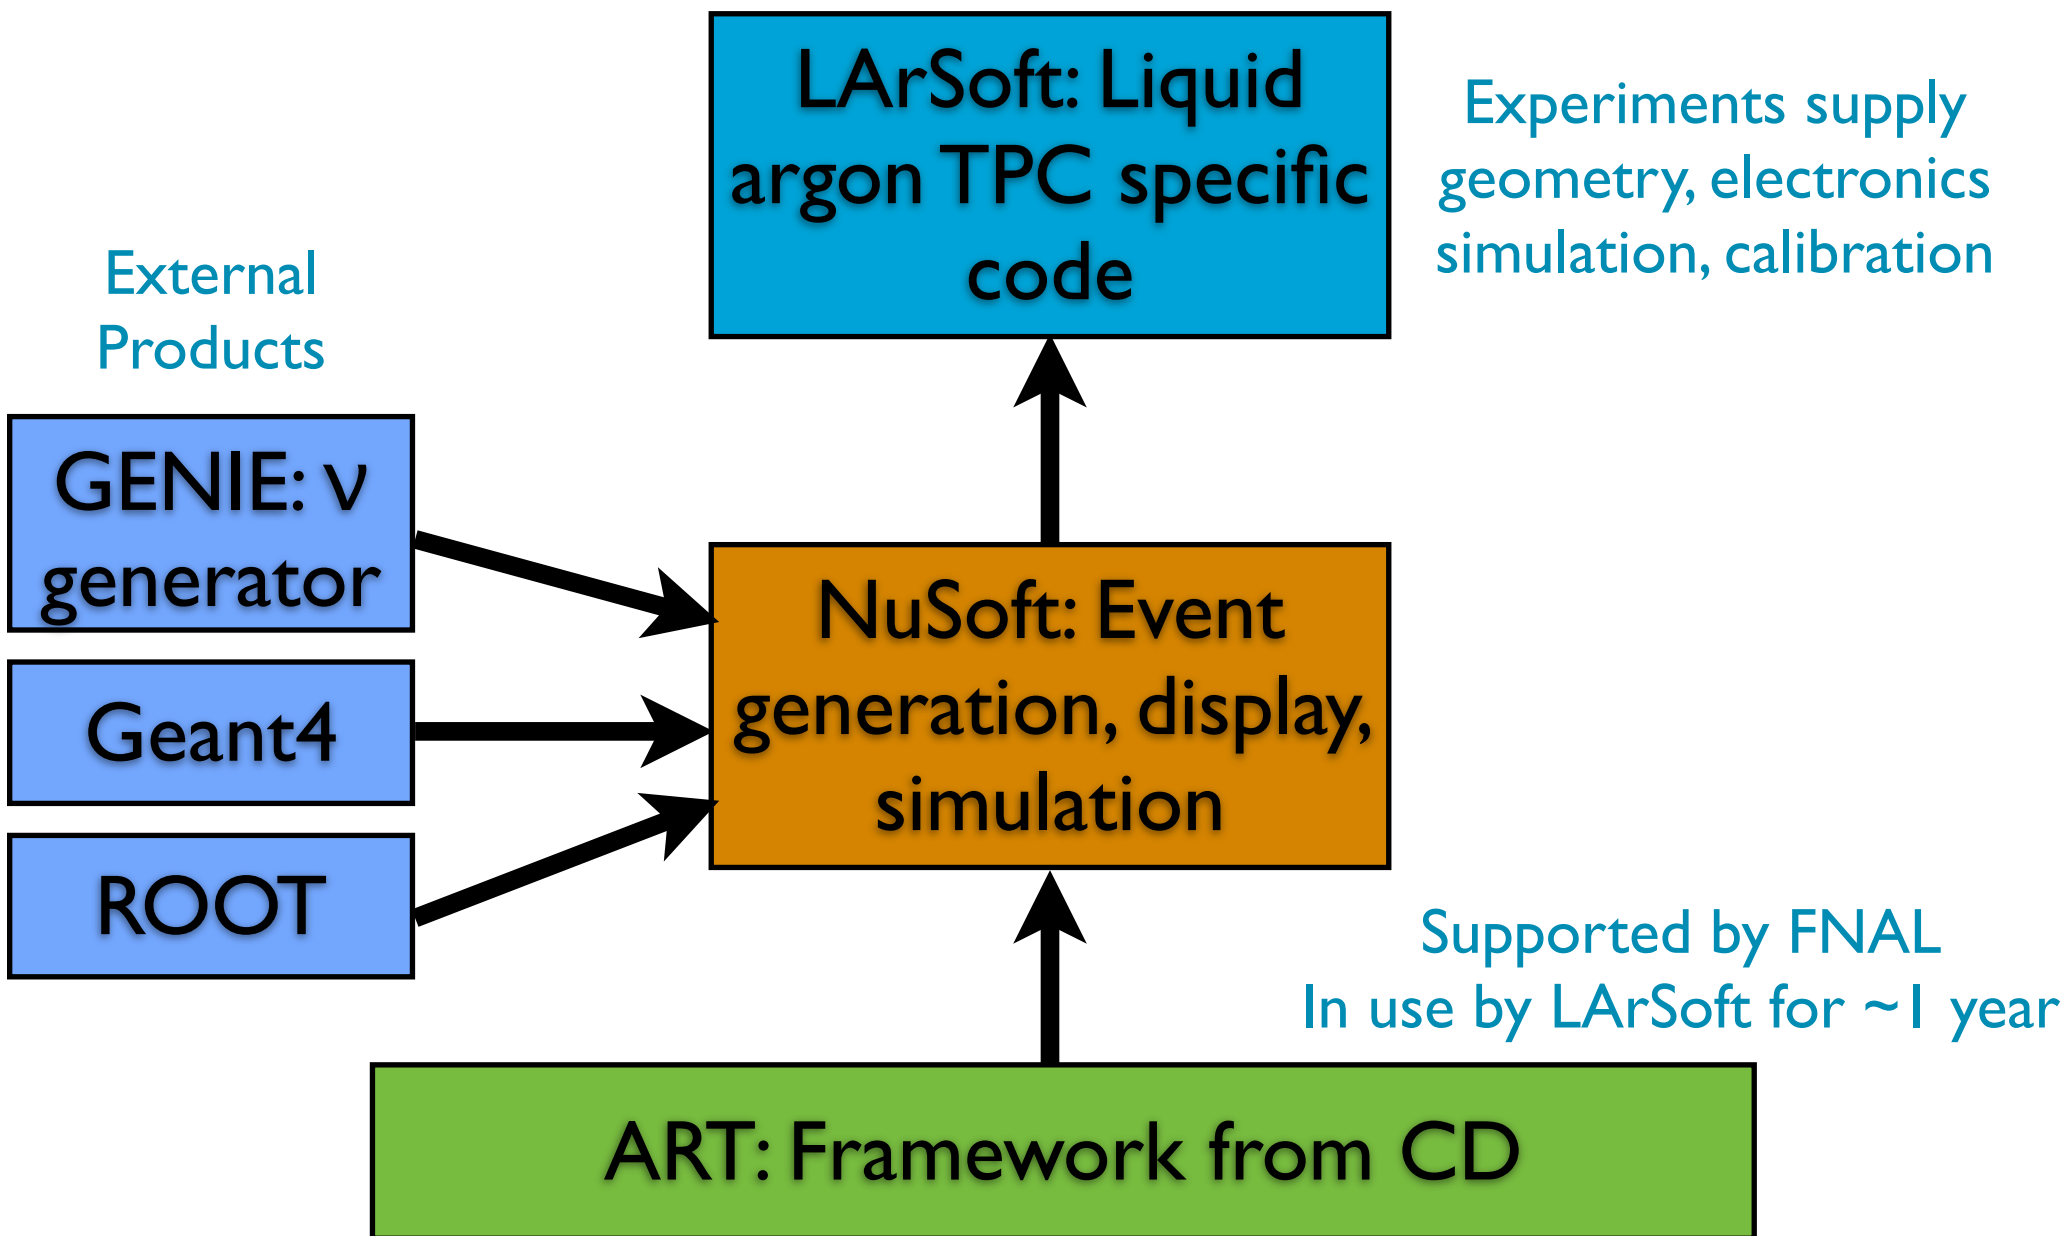 LArSoft: Liquid
argon TPC specific
code
Experiments supply
geometry, electronics
simulation, calibration
External
Products
GENIE: ν
generator
Geant4
ROOT
NuSoft: Event
generation, display,
simulation
Supported by FNAL
In use by LArSoft for ~1 year
ART: Framework from CD